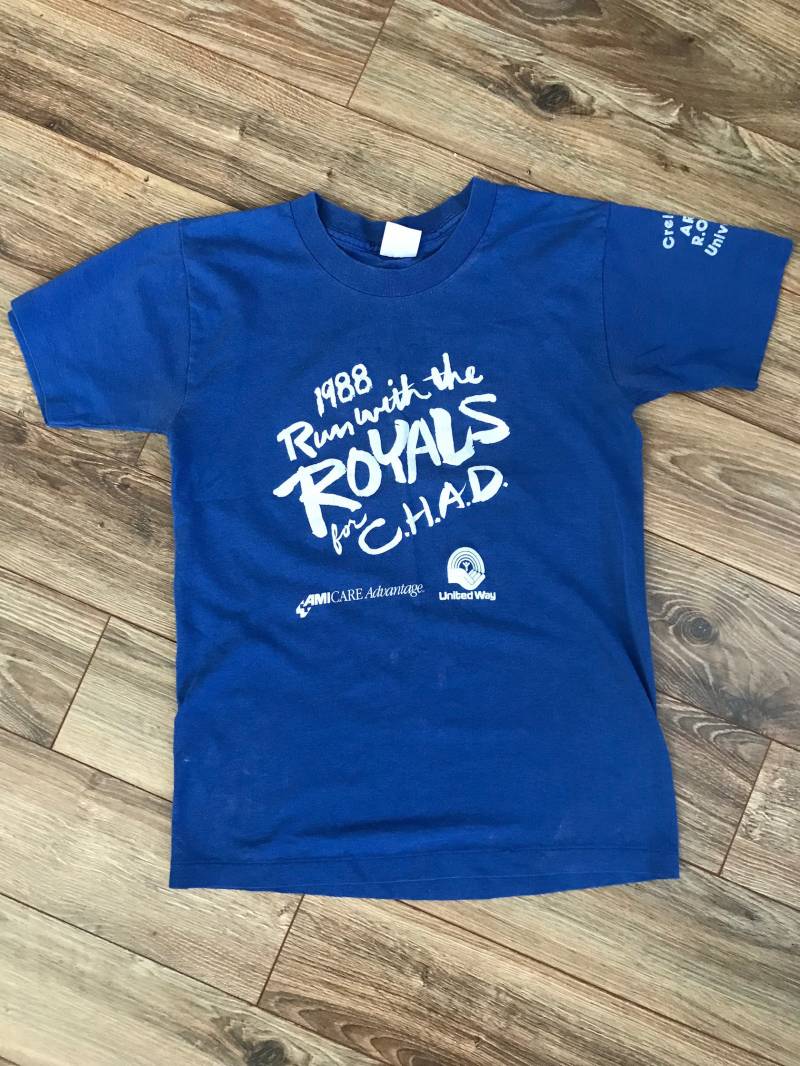 1988
Run with the
ROYALS
for C.H.A.D.
AMICARE Advantage
United Way